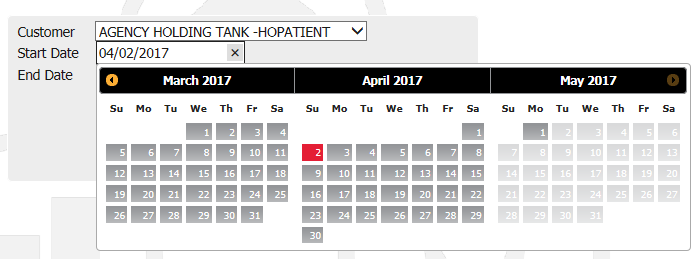 Customer AGENCY HOLDING TANK -HOPATIENT
Start Date 04/02/2017 ×
End Date
March 2017 April 2017 May 2017
Su Mo Tu We Th Fr Sa Su Mo Tu We Th Fr Sa Su Mo Tu We Th Fr Sa
1 2 3 4 1 1 2 3 4 5 6
5 6 7 8 9 10 11 2 3 4 5 6 7 8 7 8 9 10 11 12 13
12 13 14 15 16 17 18 9 10 11 12 13 14 15 14 15 16 17 18 19 20
19 20 21 22 23 24 25 16 17 18 19 20 21 22 21 22 23 24 25 26 27
26 27 28 29 30 31 23 24 25 26 27 28 29 28 29 30 31
30